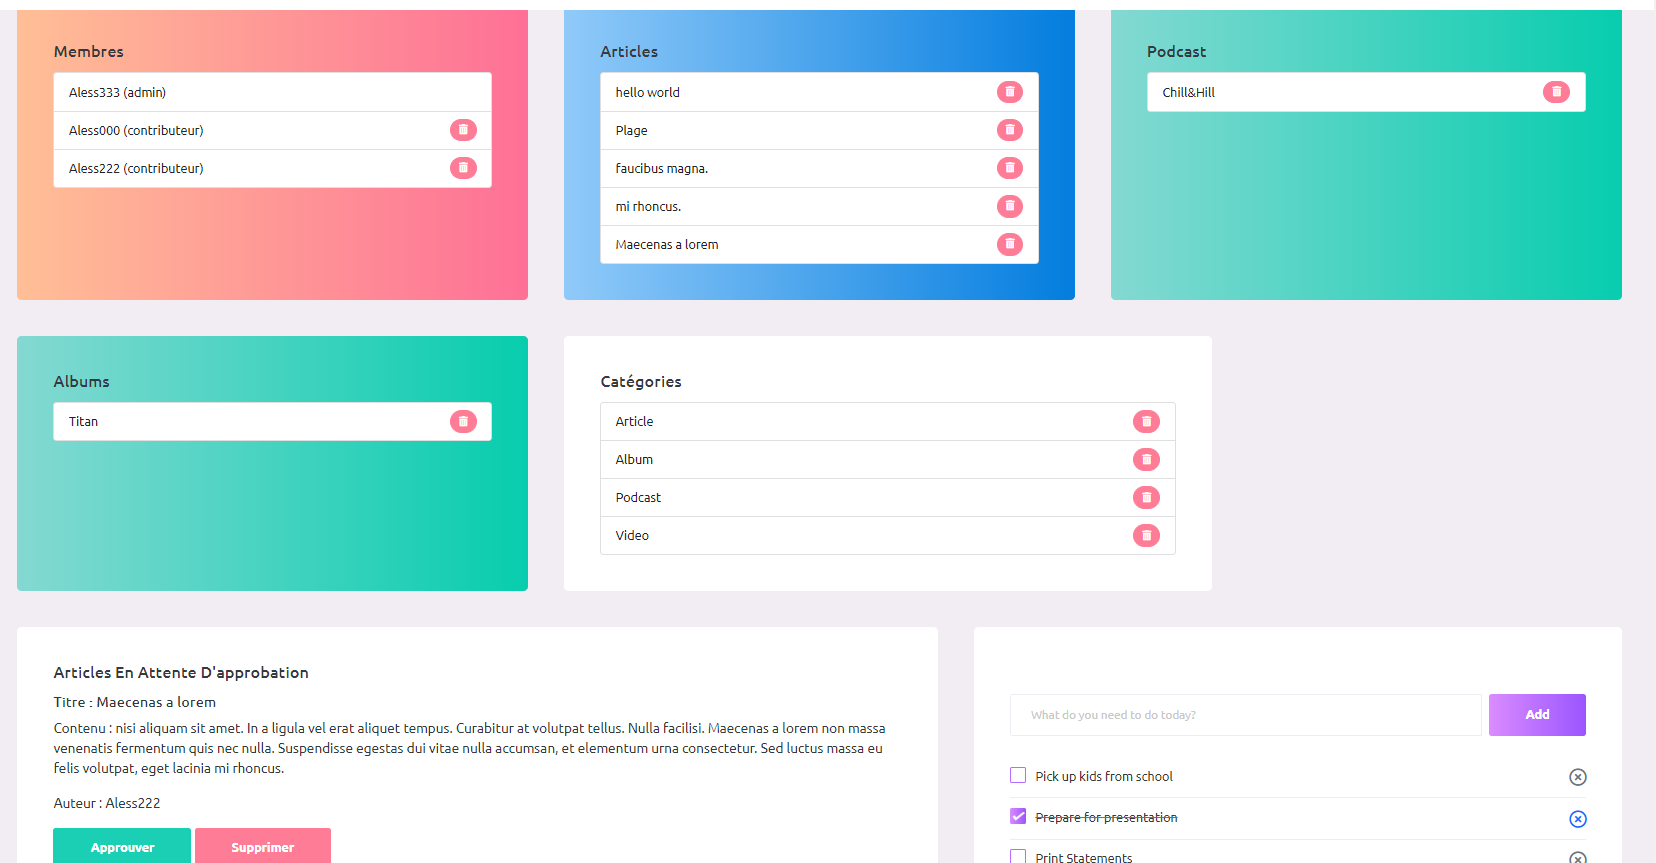 Membres
Aless333 (admin)
Aless000 (contributeur)
Aless222 (contributeur)
Articles
hello world
Plage
faucibus magna.
mi rhoncus.
Maecenas a lorem
Podcast
Chill&Hill
Albums
Titan
Catégories
Article
Album
Podcast
Video
Articles En Attente D'approbation
Titre : Maecenas a lorem
Contenu : nisi aliquam sit amet. In a ligula vel erat aliquet tempus. Curabitur at volutpat tellus. Nulla facilisi. Maecenas a lorem non massa
venenatis fermentum quis nec nulla. Suspendisse egestas dui vitae nulla accumsan, et elementum urna consectetur. Sed luctus massa eu
felis volutpat, eget lacinia mi rhoncus.
Auteur : Aless222
Approuver
Supprimer
What do you need to do today?
Add
Pick up kids from school
Prepare for presentation
Print Statements